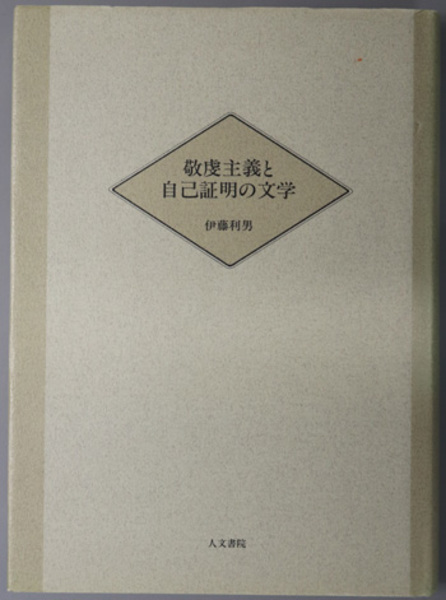 敬虔主義と
自己証明の文学
伊藤利男
人文書院